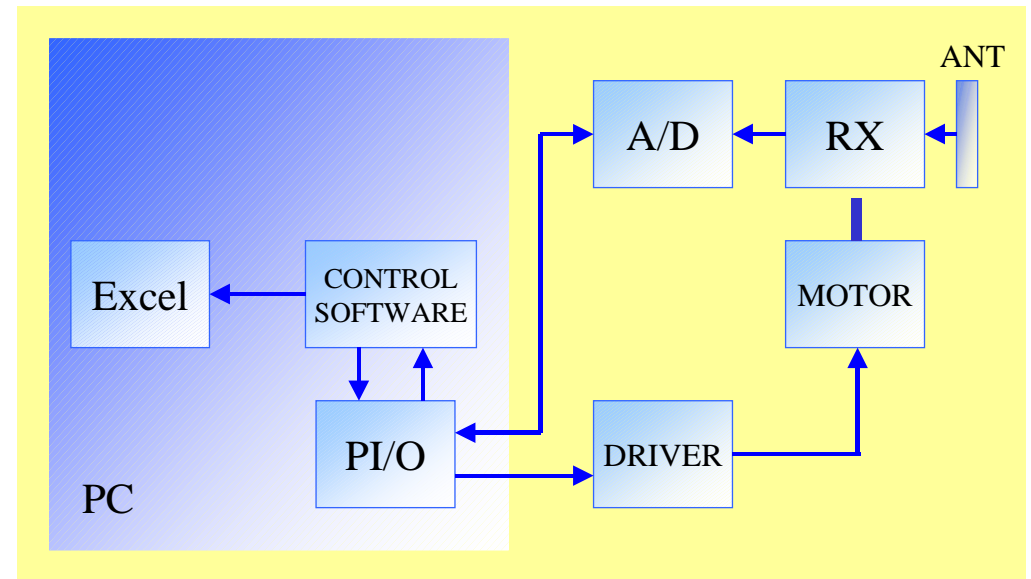 ANT
A/D
RX
Excel
CONTROL
SOFTWARE
MOTOR
PI/O
DRIVER
PC